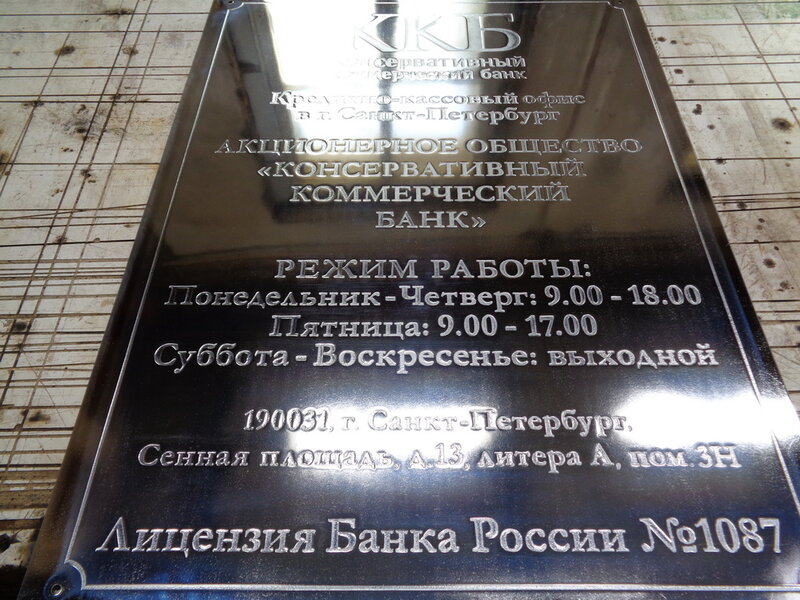 ККБ
Консервативный
коммерческий банк
Кредитно-кассовый офис
в г. Санкт-Петербург
АКЦИОНЕРНОЕ ОБЩЕСТВО
«КОНСЕРВАТИВНЫЙ
КОММЕРЧЕСКИЙ
БАНК»
РЕЖИМ РАБОТЫ:
Понедельник - Четверг: 9.00 - 18.00
Пятница: 9.00 - 17.00
Суббота - Воскресенье: выходной
190031, г. Санкт-Петербург,
Сенная площадь, д.13, литера А, пом.3Н
Лицензия Банка России №1087